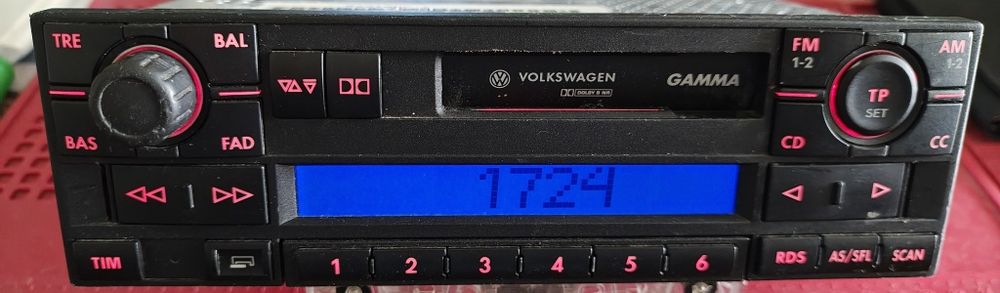 TRE
BAL
BAS
FAD
VOLKSWAGEN
DOLBY B NR
GAMMA
FM
1-2
AM
1-2
TP
SET
CD
CC
1724
TIM
1 2 3 4 5 6
RDS AS/SFL SCAN